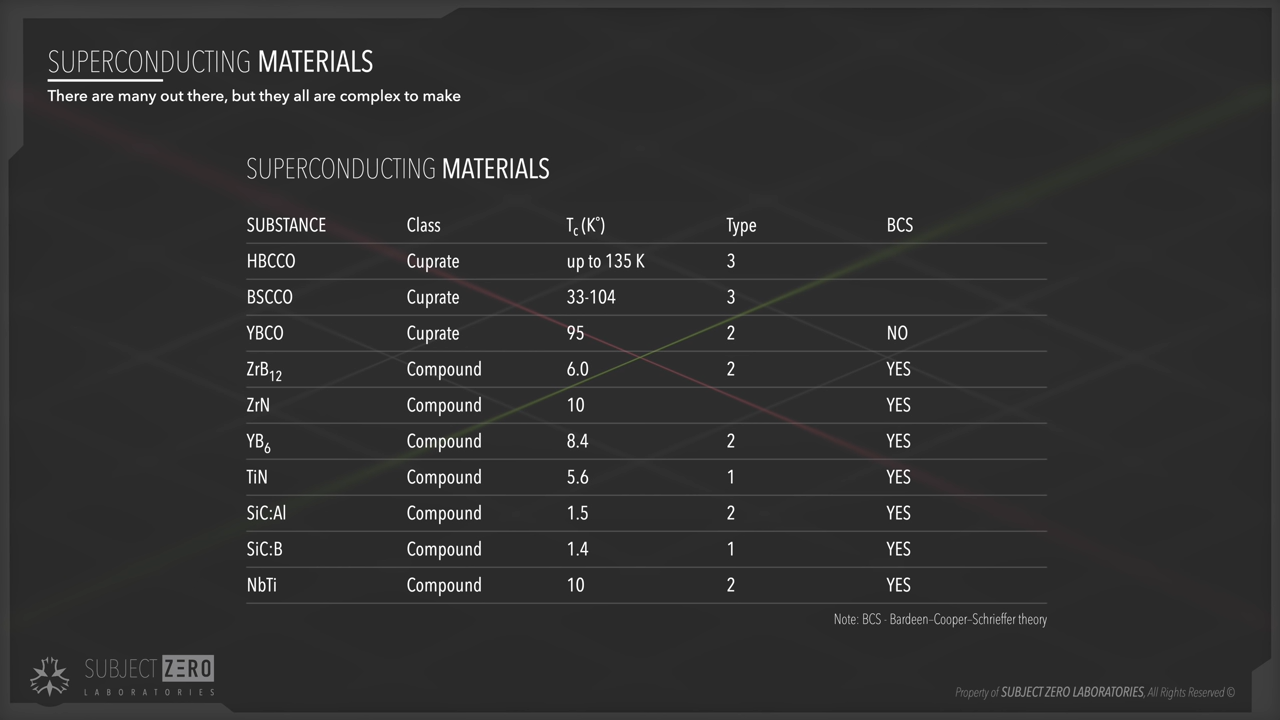 SUPERCONDUCTING MATERIALS
There are many out there, but they all are complex to make
SUPERCONDUCTING MATERIALS
SUBSTANCE Class Tc (K°) Type BCS
HBCCO Cuprate up to 135 K 3
BSCCO Cuprate 33-104 3
YBCO Cuprate 95 2 NO
ZrB12 Compound 6.0 2 YES
ZrN Compound 10 YES
YB6 Compound 8.4 2 YES
TiN Compound 5.6 1 YES
SiC:Al Compound 1.5 2 YES
SiC:B Compound 1.4 1 YES
NbTi Compound 10 2 YES
Note: BCS - Bardeen–Cooper–Schrieffer theory
SUBJECT ZERO
LABORATORIES
Property of SUBJECT ZERO LABORATORIES, All Rights Reserved ©